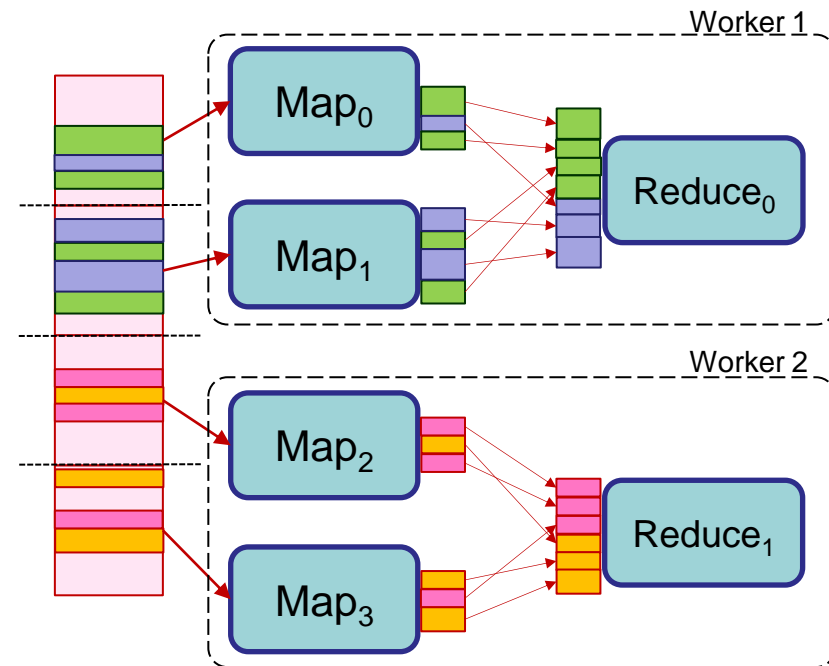 Worker 1
Map₀
Reduce₀
Map₁
Worker 2
Map₂
Reduce₁
Map₃